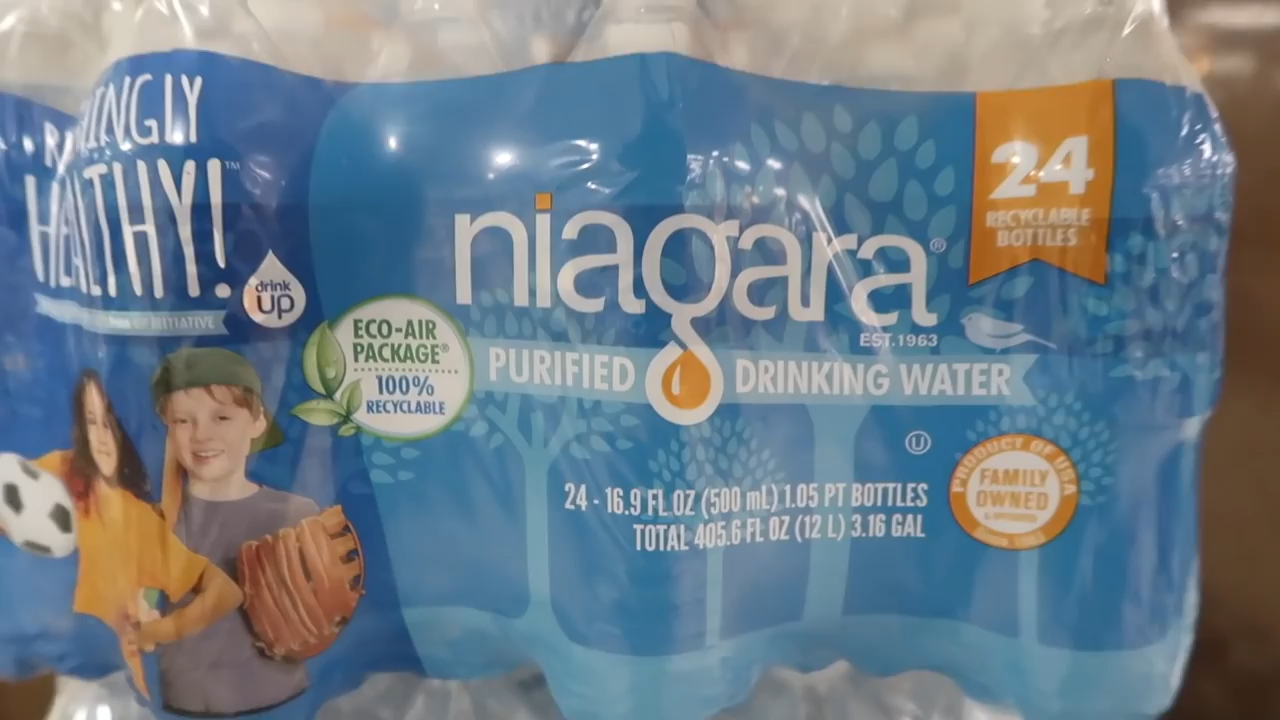 HEALTHY!™
drink
up
INITIATIVE
ECO-AIR
PACKAGE®
100%
RECYCLABLE
niagara®
EST.1963
PURIFIED DRINKING WATER
24
RECYCLABLE
BOTTLES
U
24 - 16.9 FL OZ (500 mL) 1.05 PT BOTTLES
TOTAL 405.6 FL OZ (12 L) 3.16 GAL
PRODUCT OF USA
FAMILY
OWNED